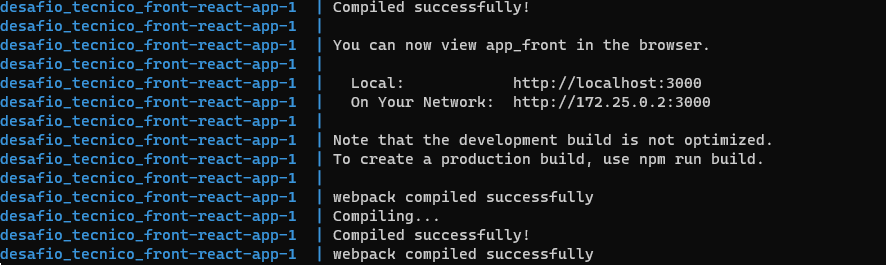 desafio_tecnico_front-react-app-1  | Compiled successfully!
desafio_tecnico_front-react-app-1  |
desafio_tecnico_front-react-app-1  | You can now view app_front in the browser.
desafio_tecnico_front-react-app-1  |
desafio_tecnico_front-react-app-1  |   Local:            http://localhost:3000
desafio_tecnico_front-react-app-1  |   On Your Network:  http://172.25.0.2:3000
desafio_tecnico_front-react-app-1  |
desafio_tecnico_front-react-app-1  | Note that the development build is not optimized.
desafio_tecnico_front-react-app-1  | To create a production build, use npm run build.
desafio_tecnico_front-react-app-1  |
desafio_tecnico_front-react-app-1  | webpack compiled successfully
desafio_tecnico_front-react-app-1  | Compiling...
desafio_tecnico_front-react-app-1  | Compiled successfully!
desafio_tecnico_front-react-app-1  | webpack compiled successfully